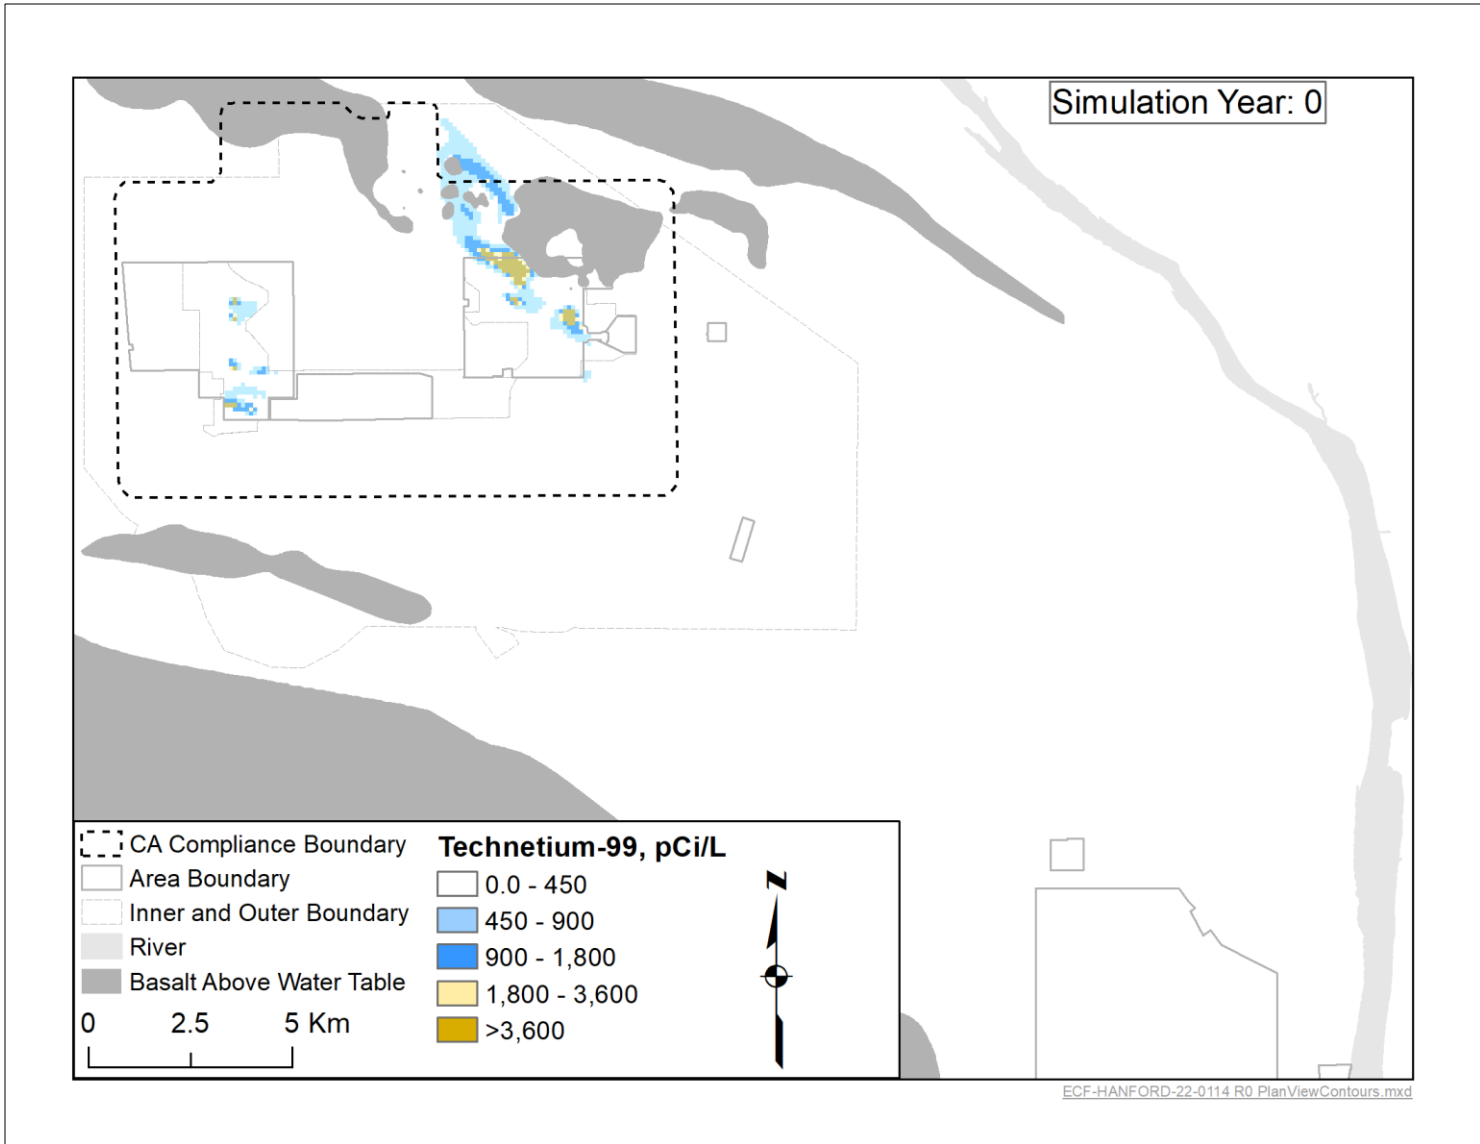 Simulation Year: 0
CA Compliance Boundary
Area Boundary
Inner and Outer Boundary
River
Basalt Above Water Table
0 2.5 5 Km
Technetium-99, pCi/L
0.0 - 450
450 - 900
900 - 1,800
1,800 - 3,600
>3,600
N
ECF-HANFORD-22-0114 R0 PlanViewContours.mxd